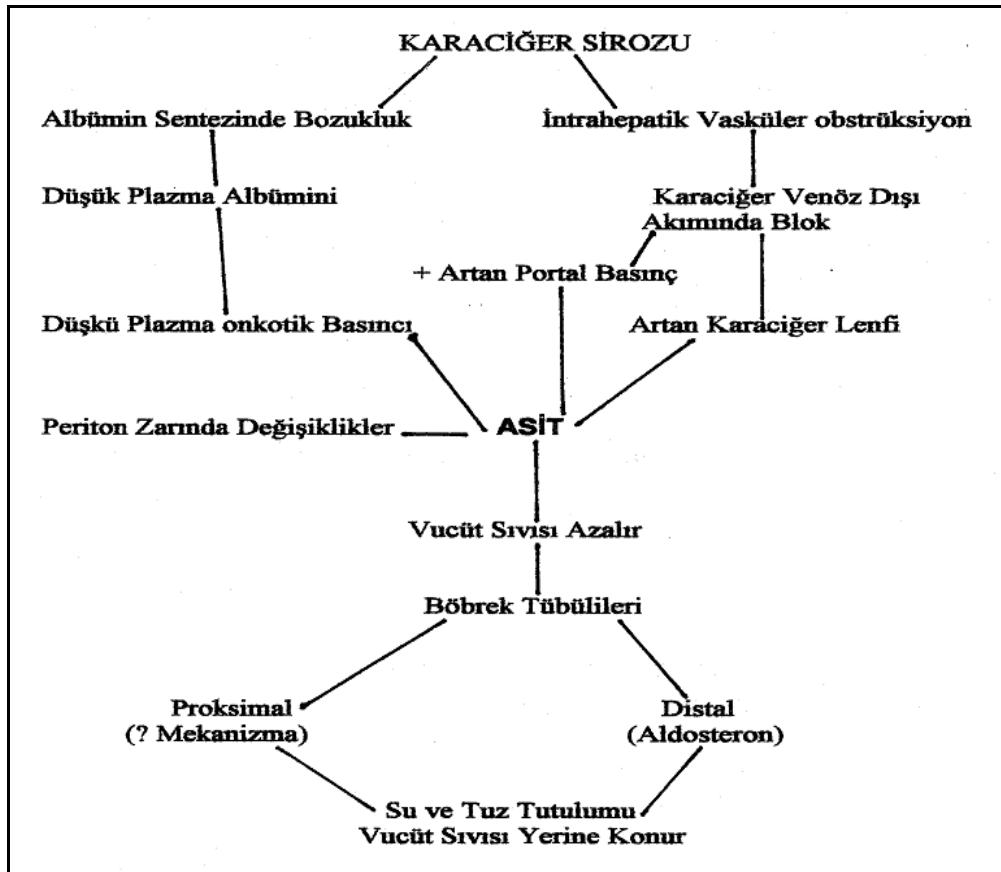 KARACİĞER SİROZU
Albümin Sentezinde Bozukluk
İntrahepatik Vasküler obstrüksiyon
Düşük Plazma Albümini
Karaciğer Venöz Dışı
Akımında Blok
+ Artan Portal Basınç
Düşkü Plazma onkotik Basıncı
Artan Karaciğer Lenfi
Periton Zarında Değişiklikler
ASİT
Vucüt Sıvısı Azalır
Böbrek Tübülileri
Proksimal
(? Mekanizma)
Distal
(Aldosteron)
Su ve Tuz Tutulumu
Vucüt Sıvısı Yerine Konur